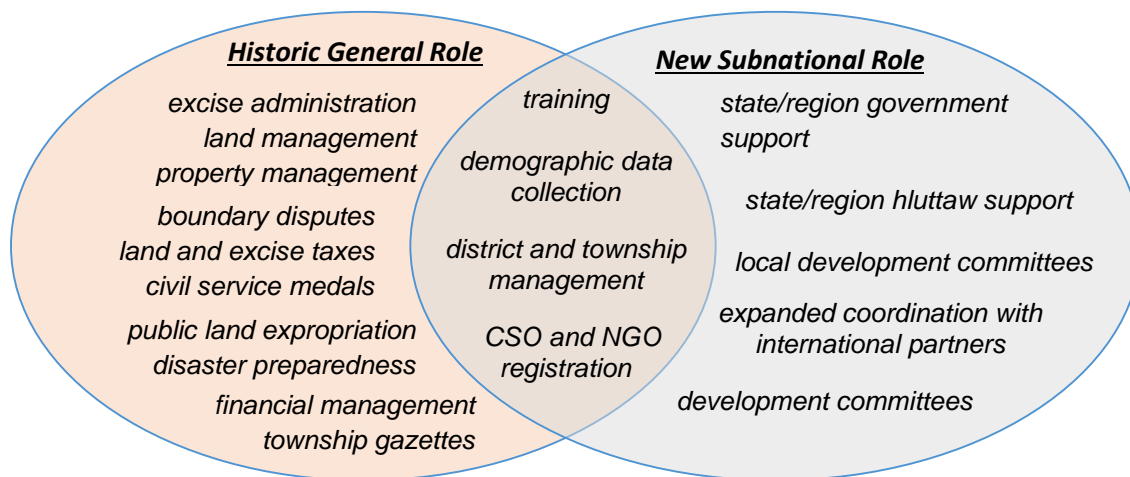 Historic General Role
excise administration
land management
property management
boundary disputes
land and excise taxes
civil service medals
public land expropriation
disaster preparedness
financial management
township gazettes
training
demographic data
collection
district and township
management
CSO and NGO
registration
New Subnational Role
state/region government
support
state/region hluttaw support
local development committees
expanded coordination with
international partners
development committees